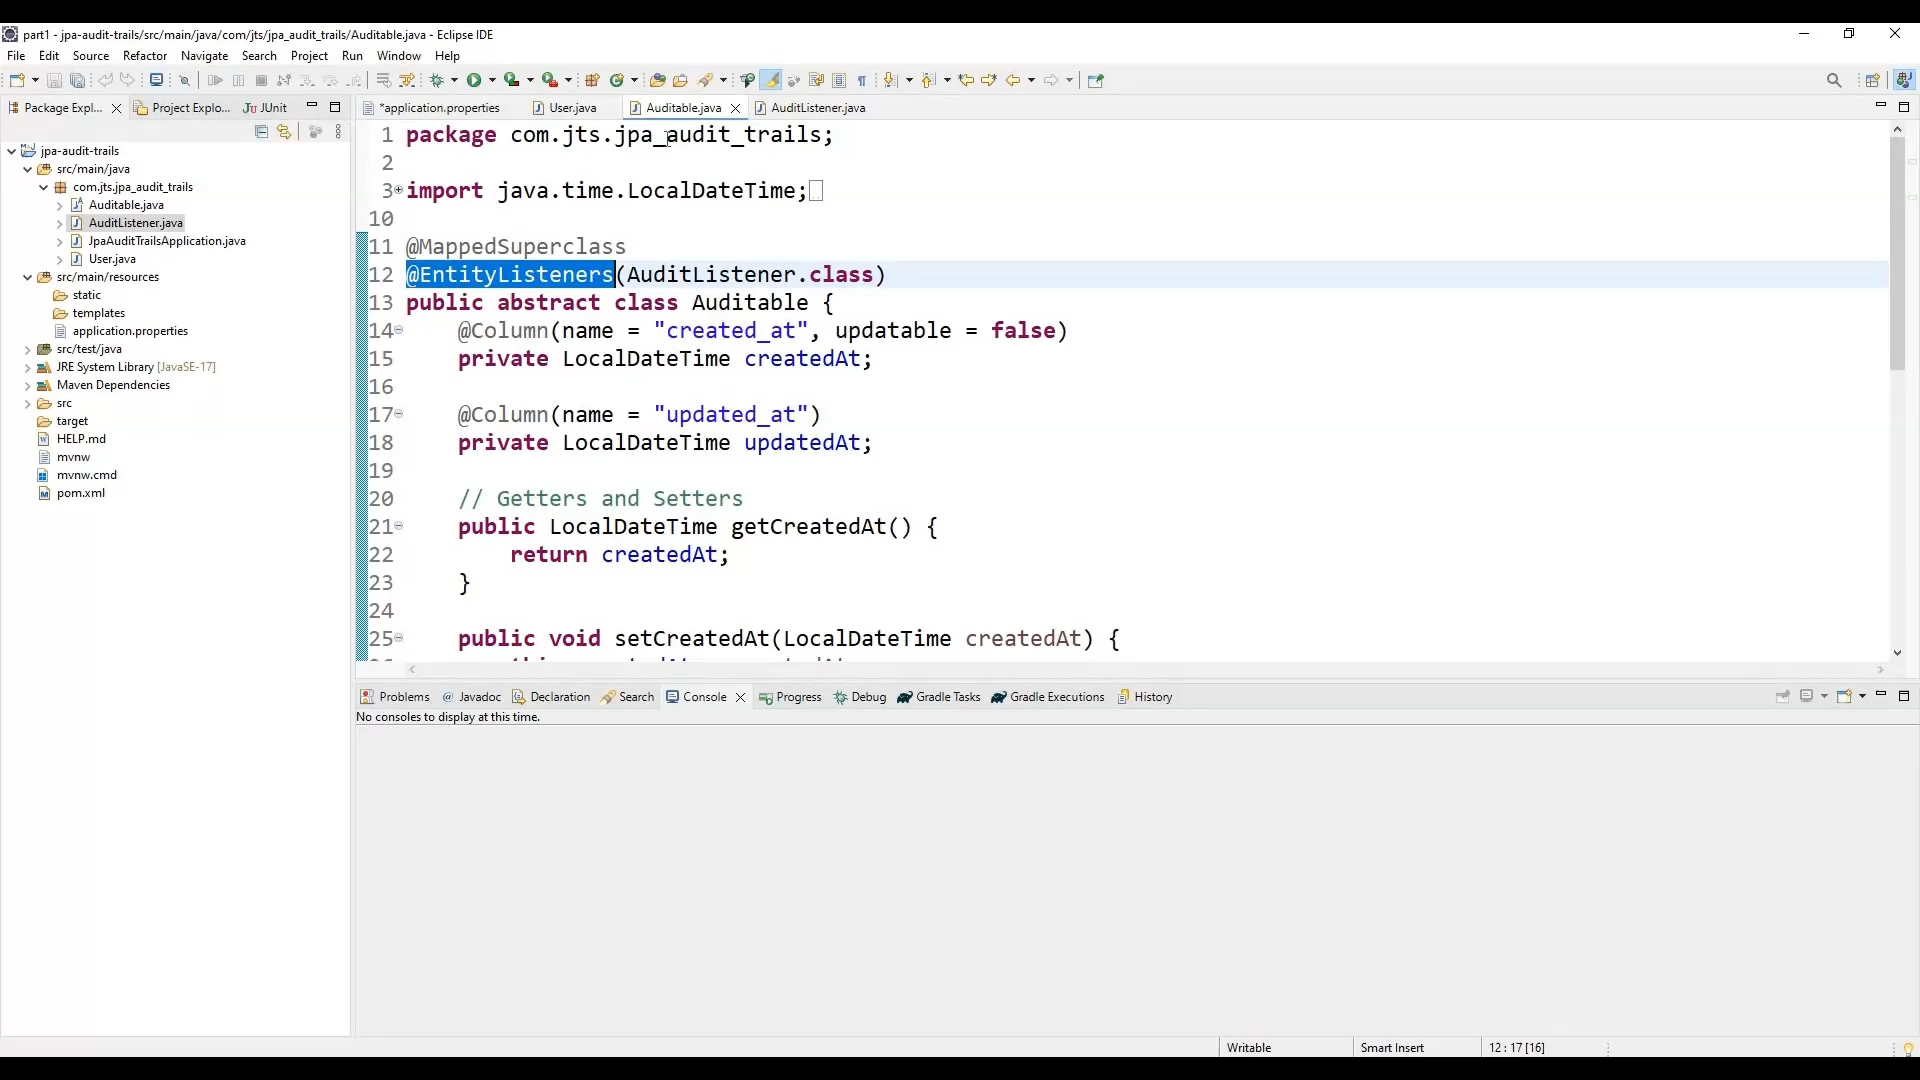 part1 - jpa-audit-trails/src/main/java/com/jts/jpa_audit_trails/Auditable.java - Eclipse IDE
File Edit Source Refactor Navigate Search Project Run Window Help
Package Expl... Project Explo... JUnit
jpa-audit-trails
src/main/java
com.jts.jpa_audit_trails
Auditable.java
AuditListener.java
JpaAuditTrailsApplication.java
User.java
src/main/resources
static
templates
application.properties
src/test/java
JRE System Library [JavaSE-17]
Maven Dependencies
src
target
HELP.md
mvnw
mvnw.cmd
pom.xml
*application.properties User.java Auditable.java AuditListener.java
1 package com.jts.jpa_audit_trails;
2
3 import java.time.LocalDateTime;
10
11 @MappedSuperclass
12 @EntityListeners(AuditListener.class)
13 public abstract class Auditable {
14 @Column(name = "created_at", updatable = false)
15 private LocalDateTime createdAt;
16
17 @Column(name = "updated_at")
18 private LocalDateTime updatedAt;
19
20 // Getters and Setters
21 public LocalDateTime getCreatedAt() {
22 return createdAt;
23 }
24
25 public void setCreatedAt(LocalDateTime createdAt) {
Problems @ Javadoc Declaration Search Console Progress Debug Gradle Tasks Gradle Executions History
No consoles to display at this time.
Writable Smart Insert 12 : 17 [16]